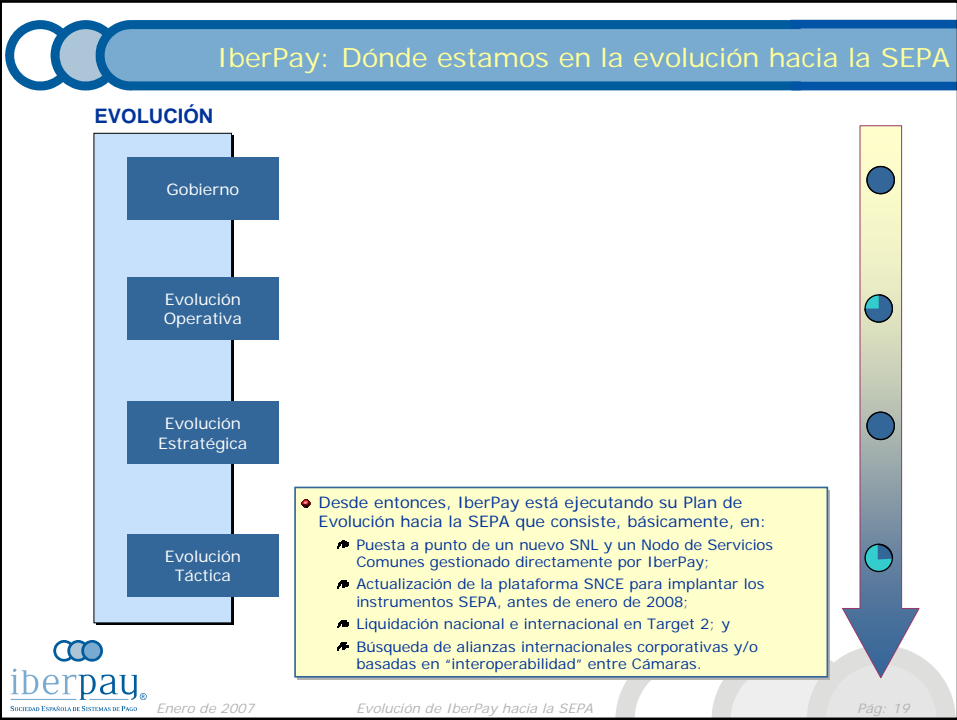 IberPay: Dónde estamos en la evolución hacia la SEPA
EVOLUCIÓN
Gobierno
Evolución
Operativa
Evolución
Estratégica
Evolución
Táctica
Desde entonces, IberPay está ejecutando su Plan de
Evolución hacia la SEPA que consiste, básicamente, en:
Puesta a punto de un nuevo SNL y un Nodo de Servicios
Comunes gestionado directamente por IberPay;
Actualización de la plataforma SNCE para implantar los
instrumentos SEPA, antes de enero de 2008;
Liquidación nacional e internacional en Target 2; y
Búsqueda de alianzas internacionales corporativas y/o
basadas en “interoperabilidad” entre Cámaras.
iberpay®
SOCIEDAD ESPAÑOLA DE SISTEMAS DE PAGO
Enero de 2007
Evolución de IberPay hacia la SEPA
Pág: 19